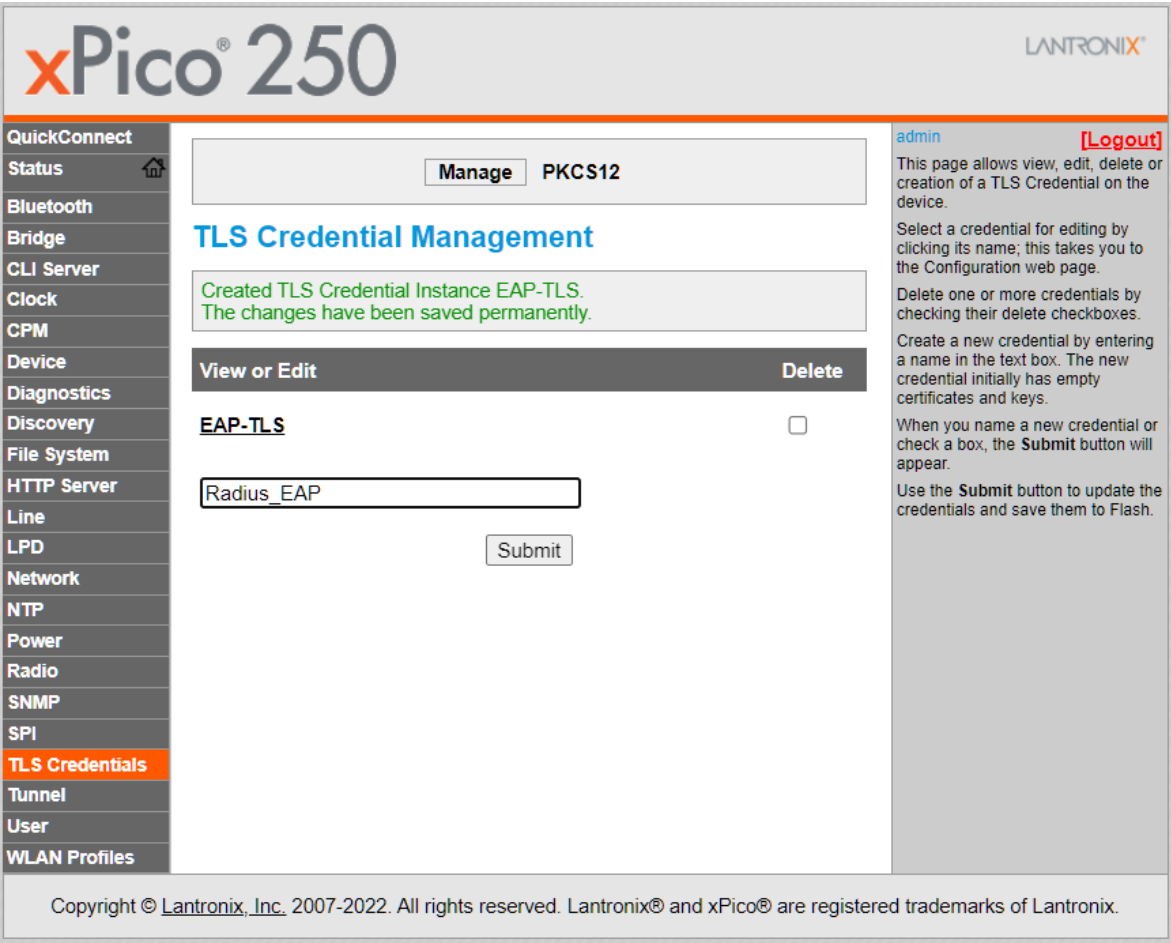 xPico® 250
LANTRONIX®
QuickConnect
Status
Bluetooth
Bridge
CLI Server
Clock
CPM
Device
Diagnostics
Discovery
File System
HTTP Server
Line
LPD
Network
NTP
Power
Radio
SNMP
SPI
TLS Credentials
Tunnel
User
WLAN Profiles
Manage PKCS12
TLS Credential Management
Created TLS Credential Instance EAP-TLS.
The changes have been saved permanently.
View or Edit Delete
EAP-TLS
Radius_EAP
Submit
admin [Logout]
This page allows view, edit, delete or
creation of a TLS Credential on the
device.
Select a credential for editing by
clicking its name; this takes you to
the Configuration web page.
Delete one or more credentials by
checking their delete checkboxes.
Create a new credential by entering
a name in the text box. The new
credential initially has empty
certificates and keys.
When you name a new credential or
check a box, the Submit button will
appear.
Use the Submit button to update the
credentials and save them to Flash.
Copyright © Lantronix, Inc. 2007-2022. All rights reserved. Lantronix® and xPico® are registered trademarks of Lantronix.